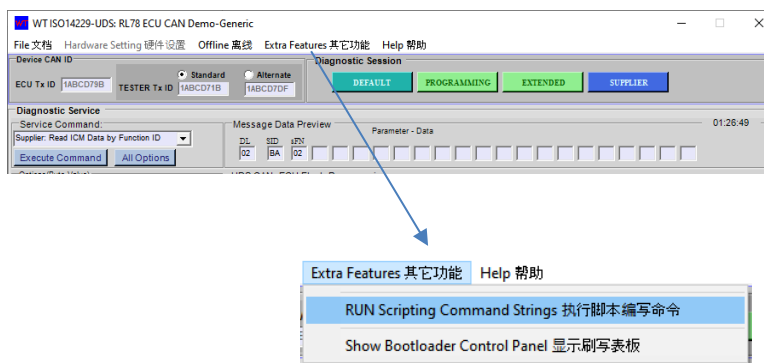 WT ISO14229-UDS: RL78 ECU CAN Demo-Generic
File 文档 Hardware Setting 硬件设置 Offline 离线 Extra Features 其它功能 Help 帮助
Device CAN ID
Diagnostic Session
Standard Alternate
ECU Tx ID 1ABCD79B TESTER Tx ID 1ABCD71B 1ABCD7DF
DEFAULT PROGRAMMING EXTENDED SUPPLIER
Diagnostic Service
Service Command:
Message Data Preview
Parameter - Data
01:26:49
Supplier: Read ICM Data by Function ID
DL SID sFN
02 BA 02
Execute Command All Options
Extra Features 其它功能 Help 帮助
RUN Scripting Command Strings 执行脚本编写命令
Show Bootloader Control Panel 显示刷写表板